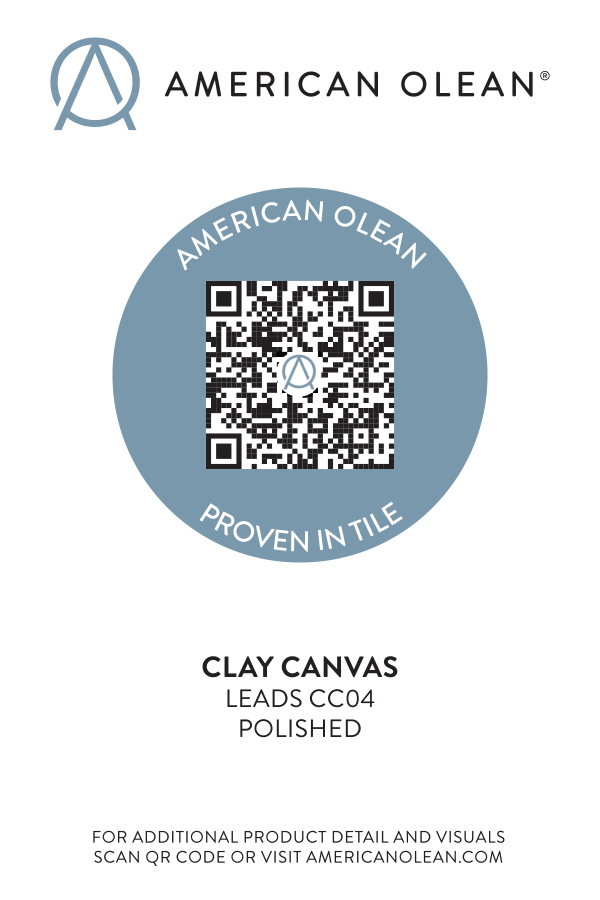 AMERICAN OLEAN®
AMERICAN OLEAN
PROVEN IN TILE
CLAY CANVAS
LEADS CC04
POLISHED
FOR ADDITIONAL PRODUCT DETAIL AND VISUALS
SCAN QR CODE OR VISIT AMERICANOLEAN.COM